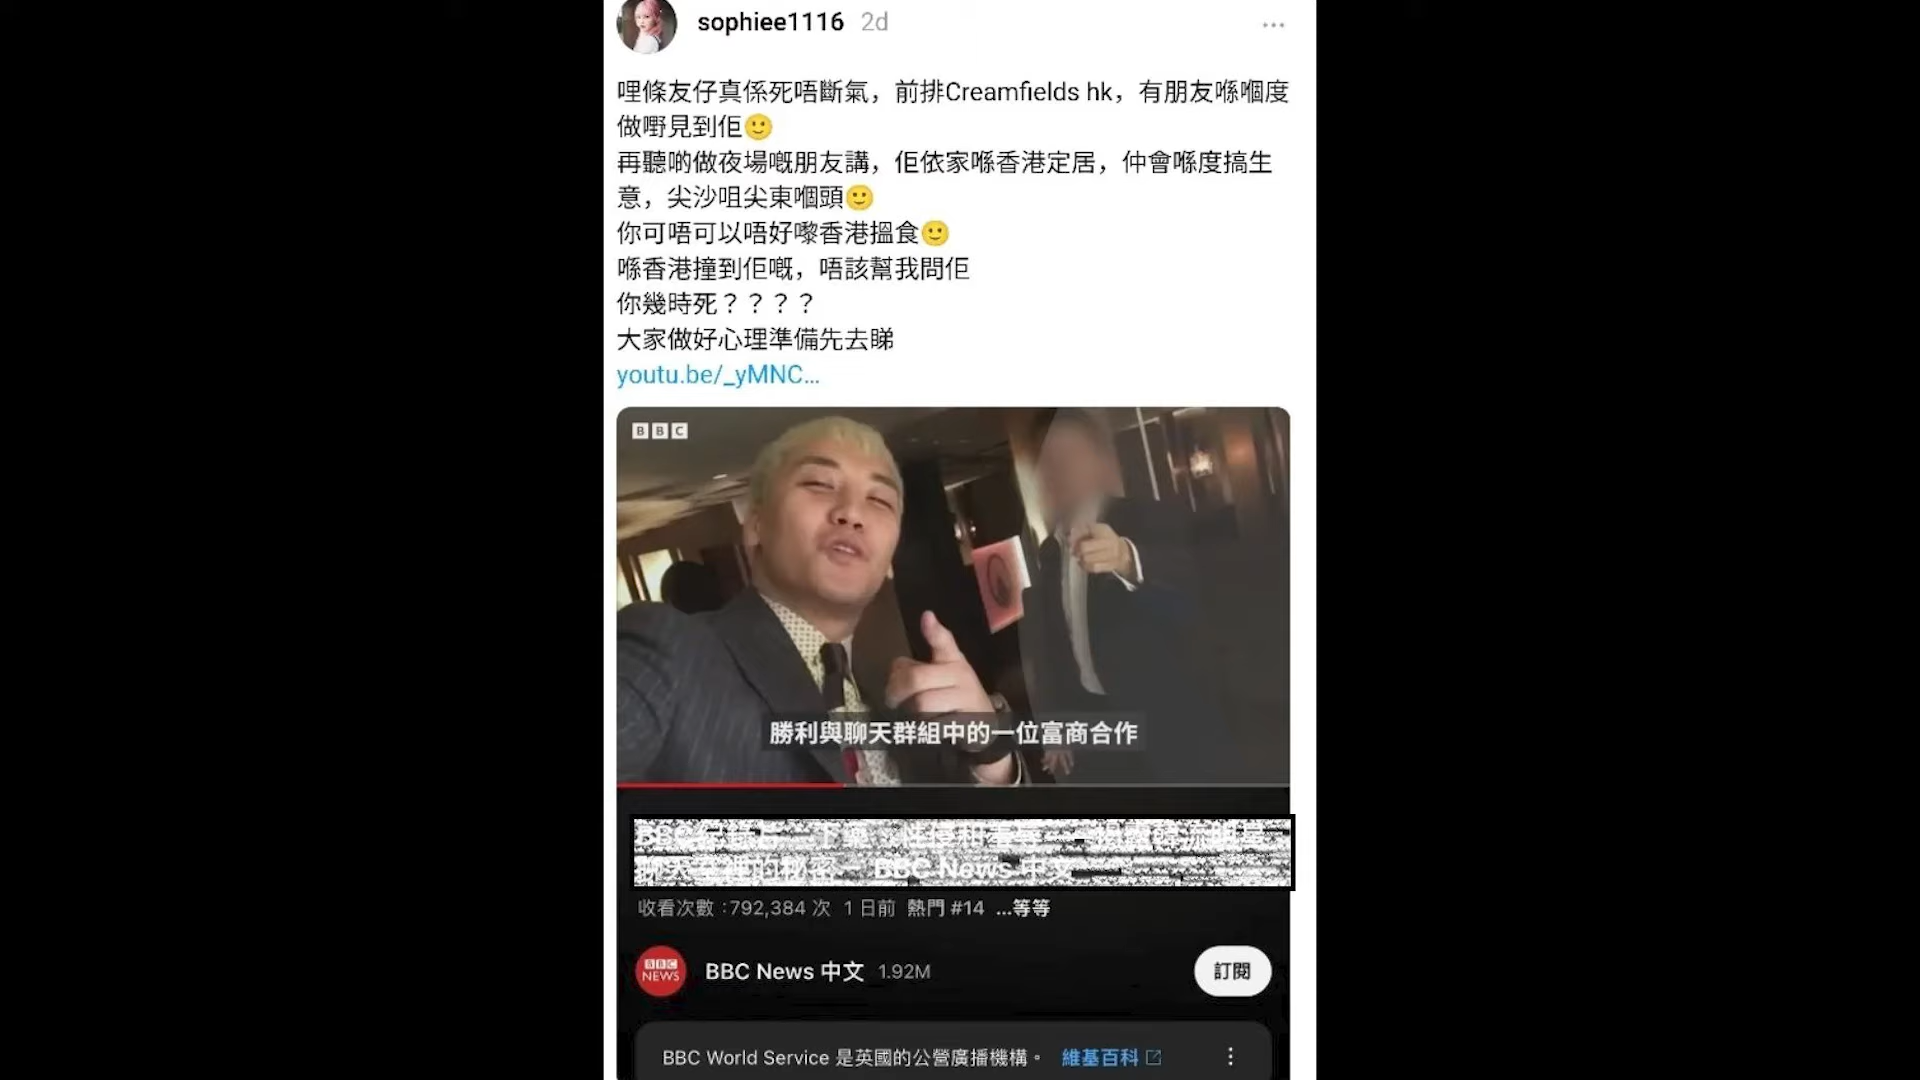 sophiee1116 2d
哩條友仔真係死唔斷氣，前排Creamfields hk，有朋友喺嗰度
做嘢見到佢🙂
再聽啲做夜場嘅朋友講，佢依家喺香港定居，仲會喺度搞生
意，尖沙咀尖東嗰頭🙂
你可唔可以唔好嚟香港搵食🙂
喺香港撞到佢嘅，唔該幫我問佢
你幾時死？？？？
大家做好心理準備先去睇
youtu.be/_yMNC...
BBC
勝利與聊天群組中的一位富商合作
BBC News 中文
收看次數：792,384 次 1 日前 熱門 #14 ...等等
BBC
NEWS
BBC News 中文 1.92M
訂閱
BBC World Service 是英國的公營廣播機構。 維基百科